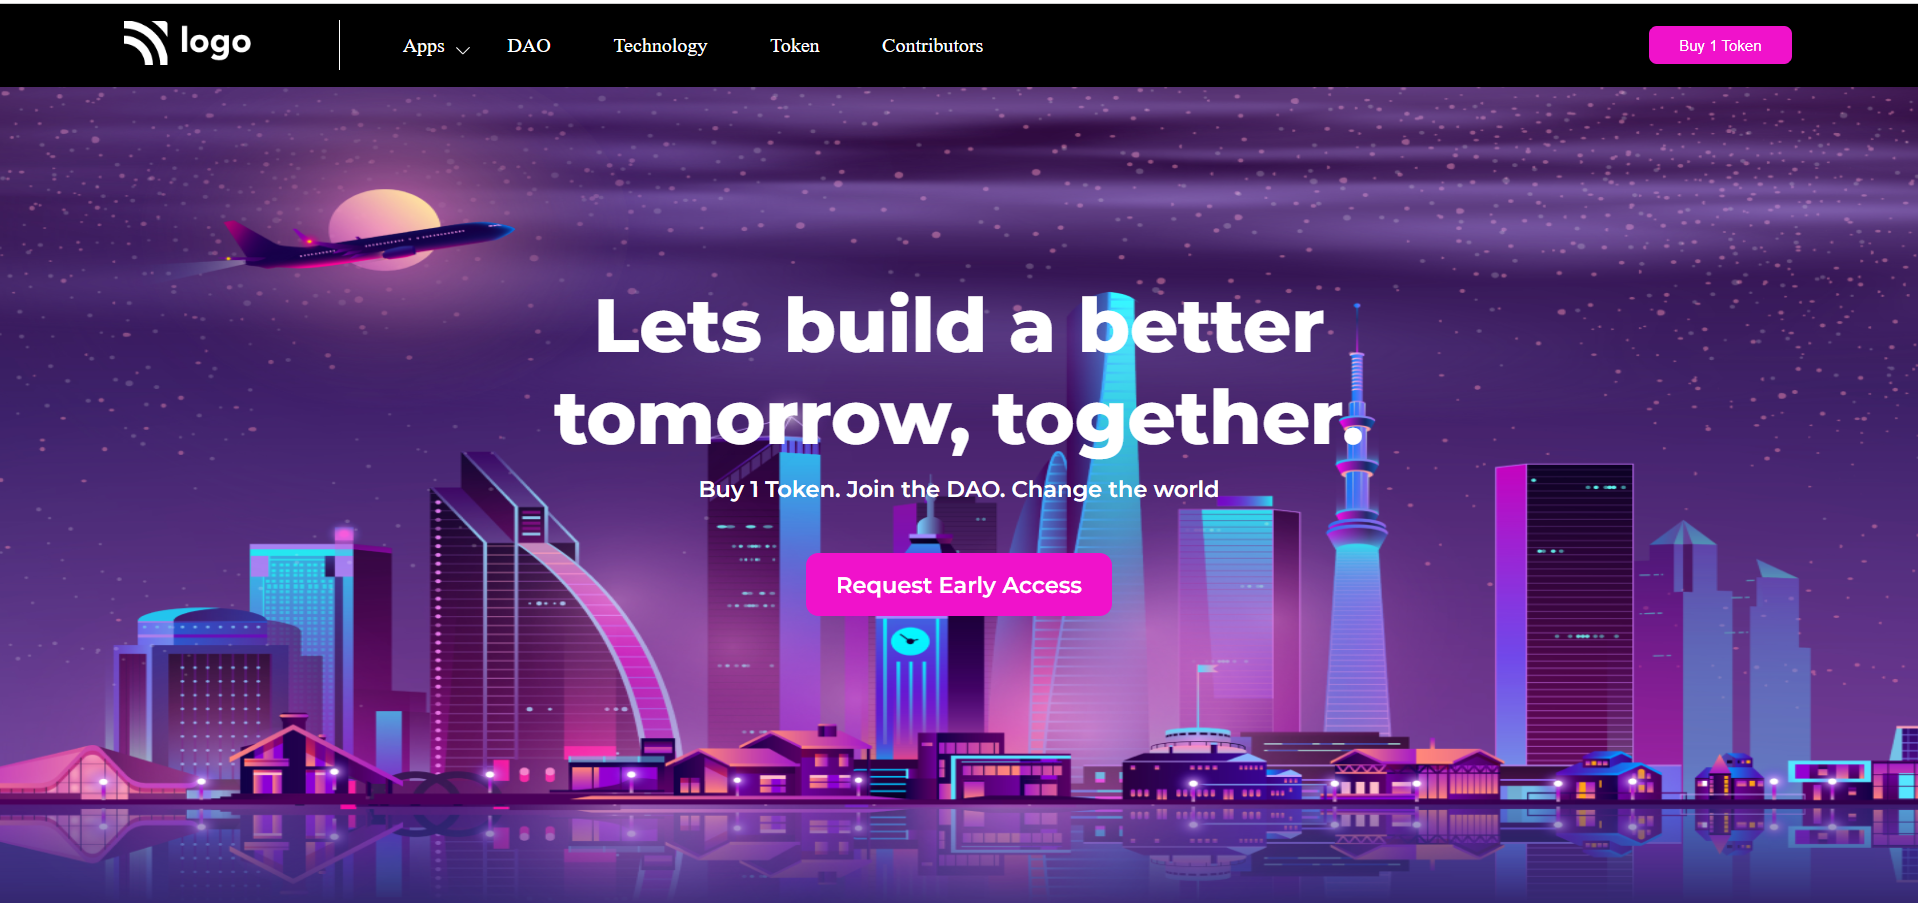 logo
Apps
DAO
Technology
Token
Contributors
Buy 1 Token
Lets build a better
tomorrow, together.
Buy 1 Token. Join the DAO. Change the world
Request Early Access